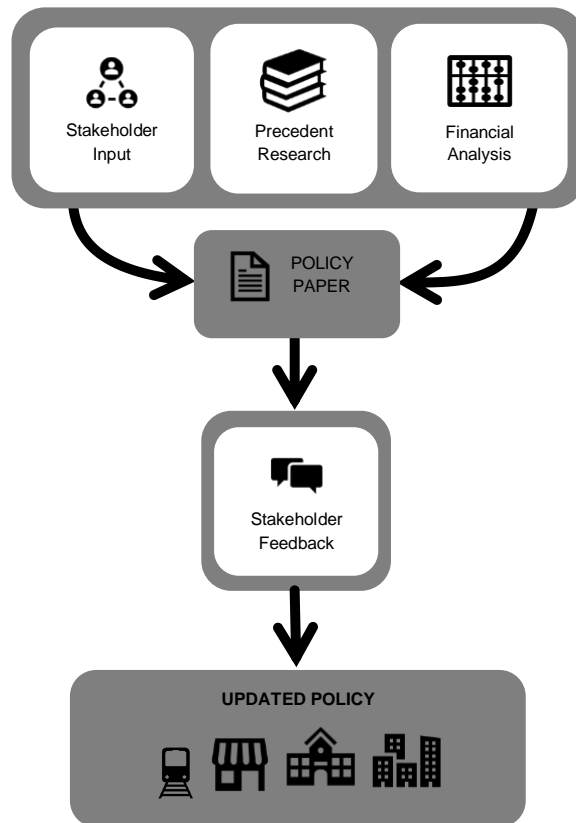 Stakeholder
Input
Precedent
Research
Financial
Analysis
POLICY
PAPER
Stakeholder
Feedback
UPDATED POLICY